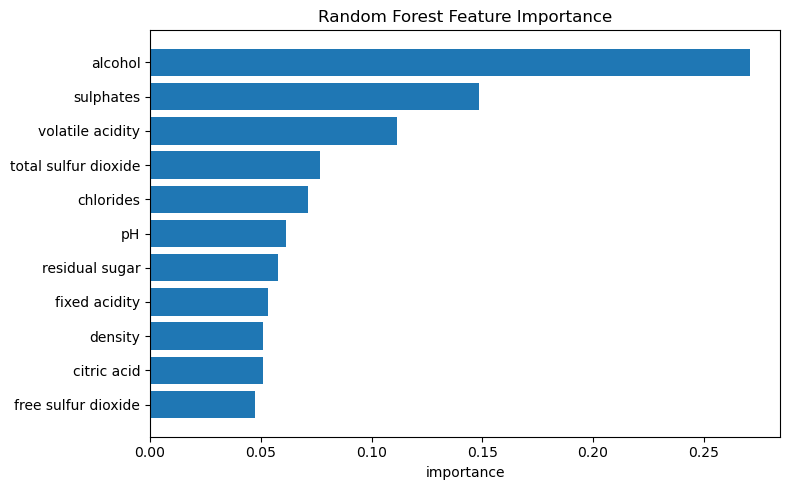 Random Forest Feature Importance
alcohol
sulphates
volatile acidity
total sulfur dioxide
chlorides
pH
residual sugar
fixed acidity
density
citric acid
free sulfur dioxide
0.00 0.05 0.10 0.15 0.20 0.25
importance